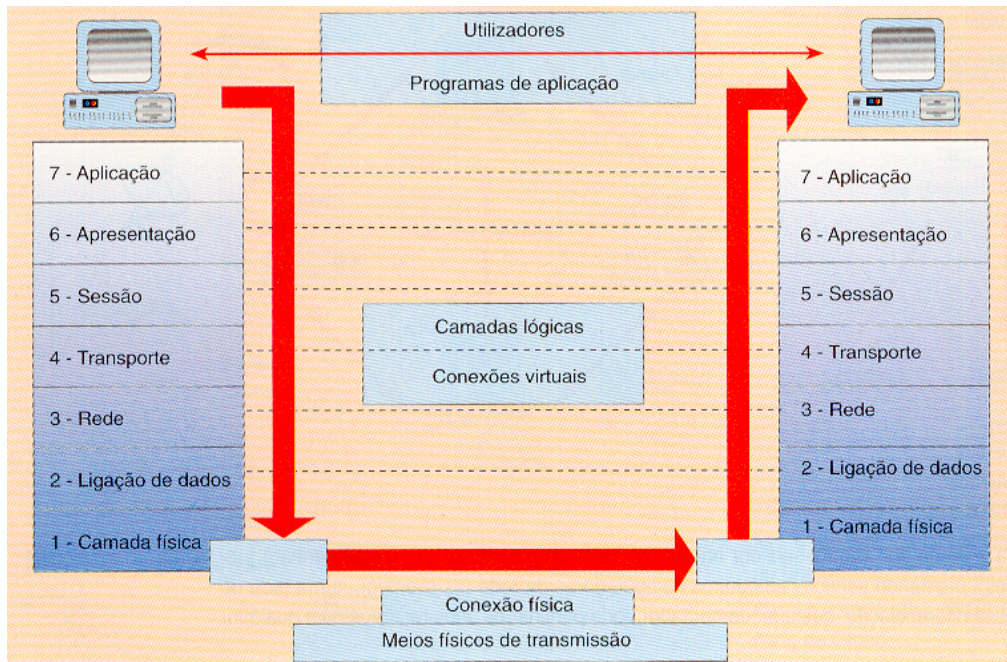 Utilizadores
Programas de aplicação
7 - Aplicação
6 - Apresentação
5 - Sessão
4 - Transporte
3 - Rede
2 - Ligação de dados
1 - Camada física
Camadas lógicas
Conexões virtuais
7 - Aplicação
6 - Apresentação
5 - Sessão
4 - Transporte
3 - Rede
2 - Ligação de dados
1 - Camada física
Conexão física
Meios físicos de transmissão